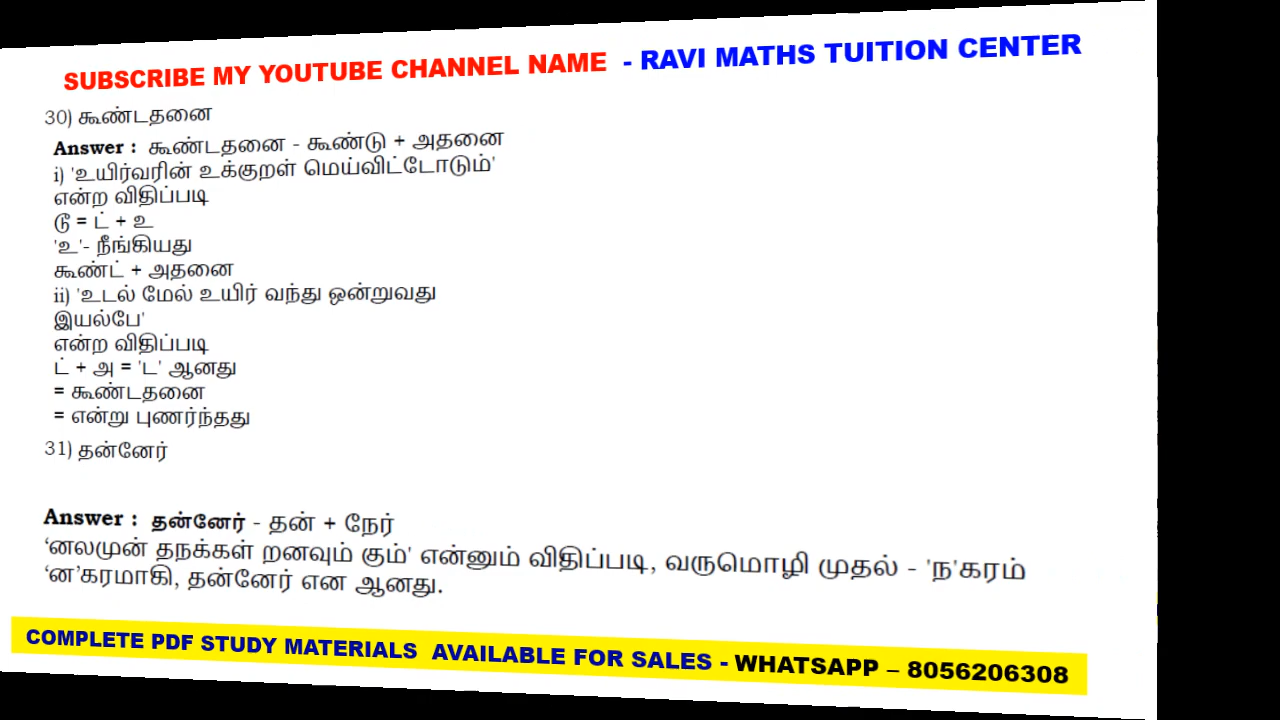 SUBSCRIBE MY YOUTUBE CHANNEL NAME - RAVI MATHS TUITION CENTER
30) கூண்டதனை
Answer : கூண்டதனை - கூண்டு + அதனை
i) 'உயிர்வரின் உக்குறள் மெய்விட்டோடும்'
என்ற விதிப்படி
டூ = ட் + உ
'உ'- நீங்கியது
கூண்ட் + அதனை
ii) 'உடல் மேல் உயிர் வந்து ஒன்றுவது
இயல்பே'
என்ற விதிப்படி
ட் + அ = 'ட' ஆனது
= கூண்டதனை
= என்று புணர்ந்தது
31) தன்னேர்
Answer : தன்னேர் - தன் + நேர்
‘னலமுன் தநக்கள் றனவும் கும்' என்னும் விதிப்படி, வருமொழி முதல் - 'ந'கரம்
‘ன’கரமாகி, தன்னேர் என ஆனது.
COMPLETE PDF STUDY MATERIALS AVAILABLE FOR SALES - WHATSAPP – 8056206308